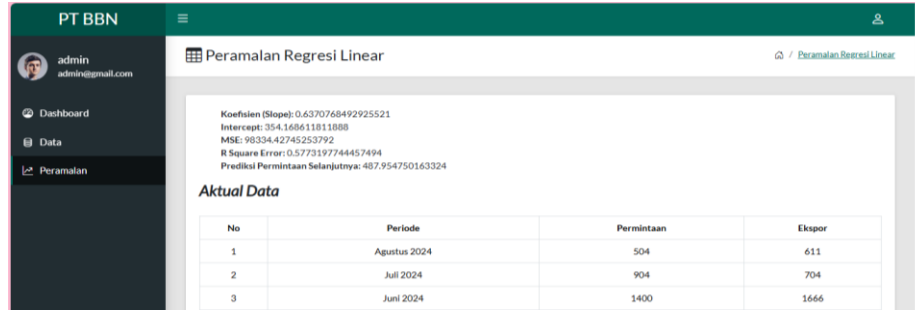 PT BBN
admin
admin@gmail.com
Dashboard
Data
Peramalan
Peramalan Regresi Linear
/ Peramalan Regresi Linear
Koefisien (Slope): 0.6370768492925521
Intercept: 354.168611811888
MSE: 98334.42745253792
R Square Error: 0.5773197744457494
Prediksi Permintaan Selanjutnya: 487.954750163324
Aktual Data
No Periode Permintaan Ekspor
1 Agustus 2024 504 611
2 Juli 2024 904 704
3 Juni 2024 1400 1666